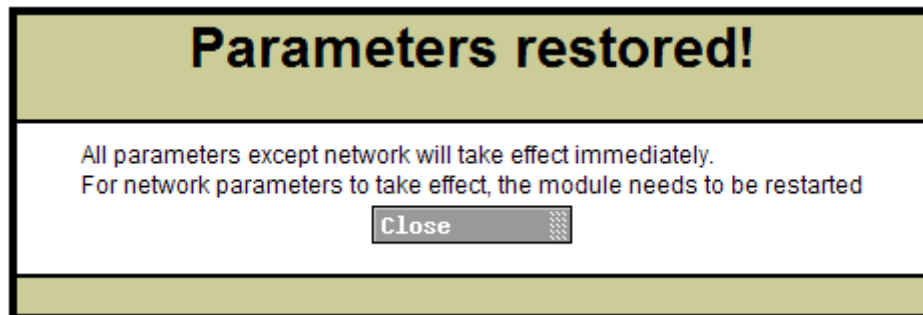 Parameters restored!
All parameters except network will take effect immediately.
For network parameters to take effect, the module needs to be restarted
Close